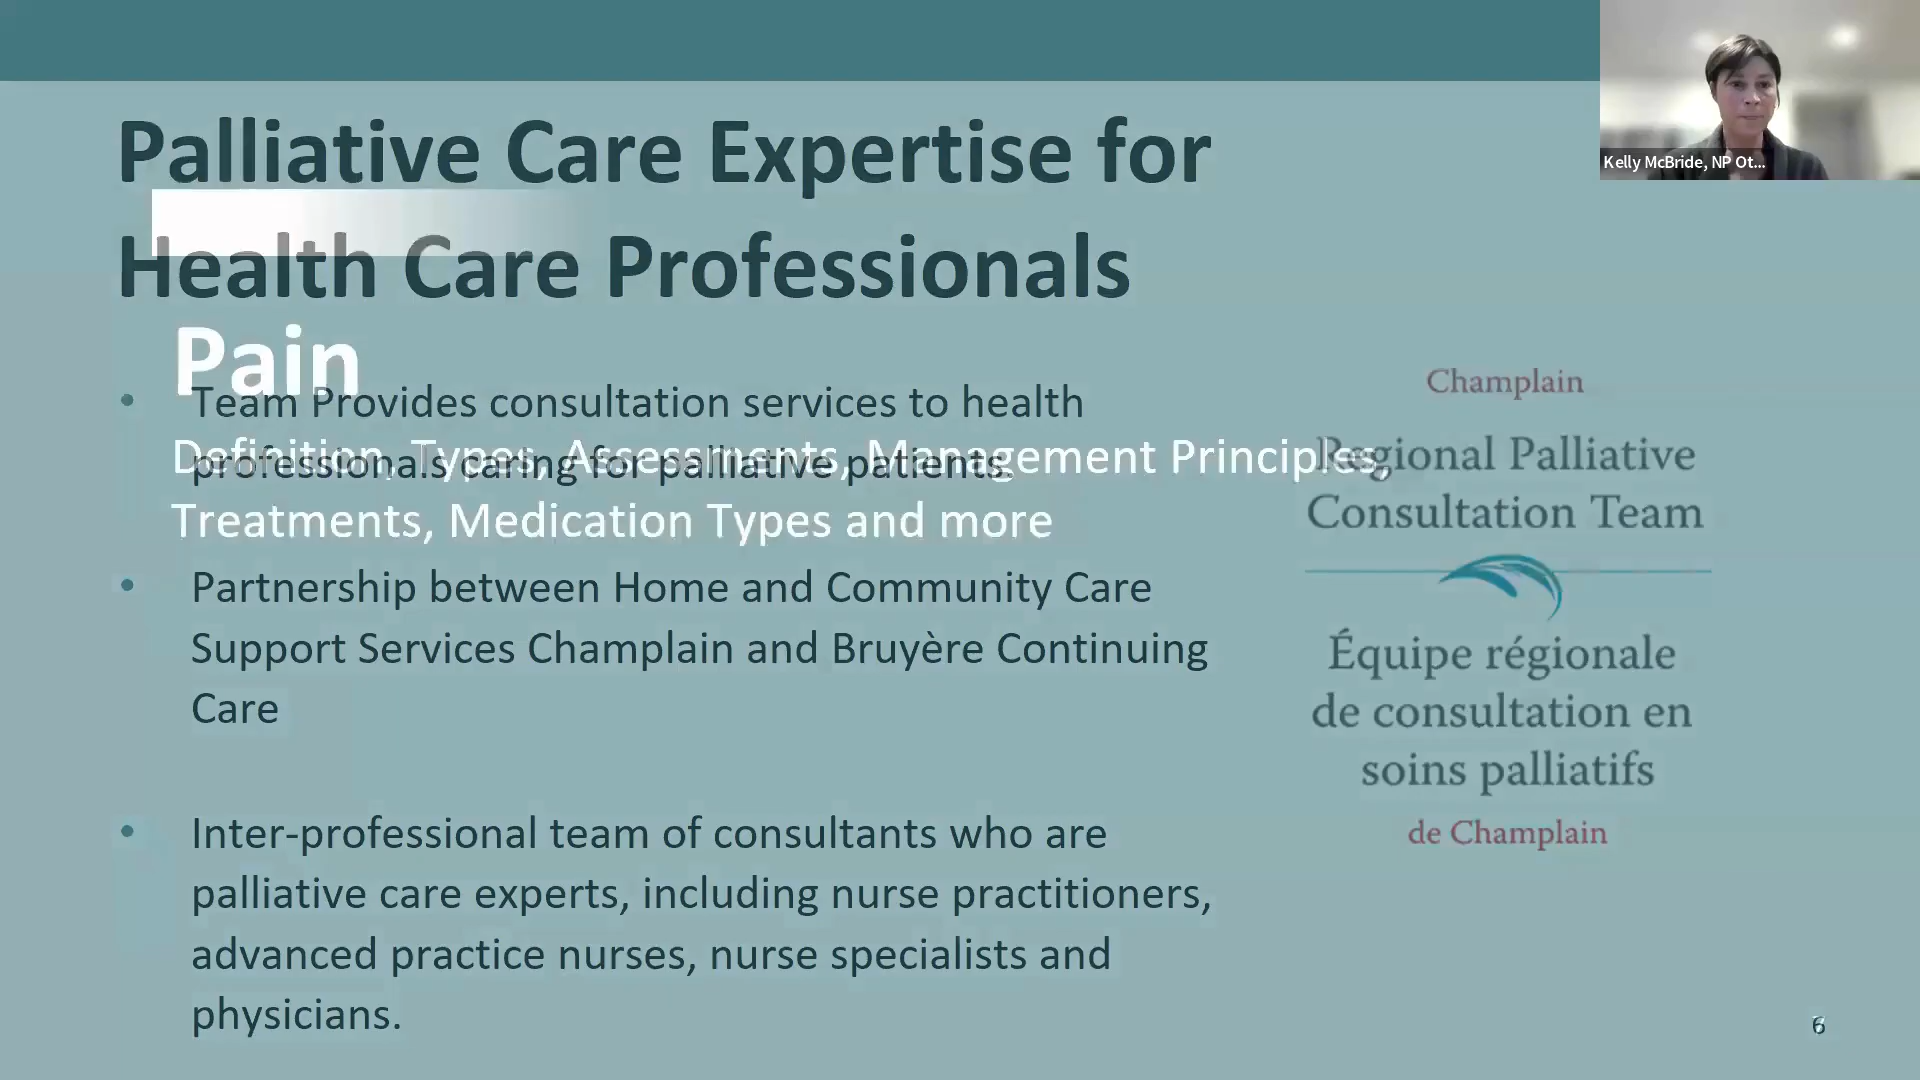 Kelly McBride, NP Ot...
Palliative Care Expertise for
Health Care Professionals
Pain
Definition, Types, Assessments, Management Principles,
Treatments, Medication Types and more
• Team Provides consultation services to health
professionals caring for palliative patients.
• Partnership between Home and Community Care
Support Services Champlain and Bruyère Continuing
Care
• Inter-professional team of consultants who are
palliative care experts, including nurse practitioners,
advanced practice nurses, nurse specialists and
physicians.
Champlain
Regional Palliative
Consultation Team
Équipe régionale
de consultation en
soins palliatifs
de Champlain